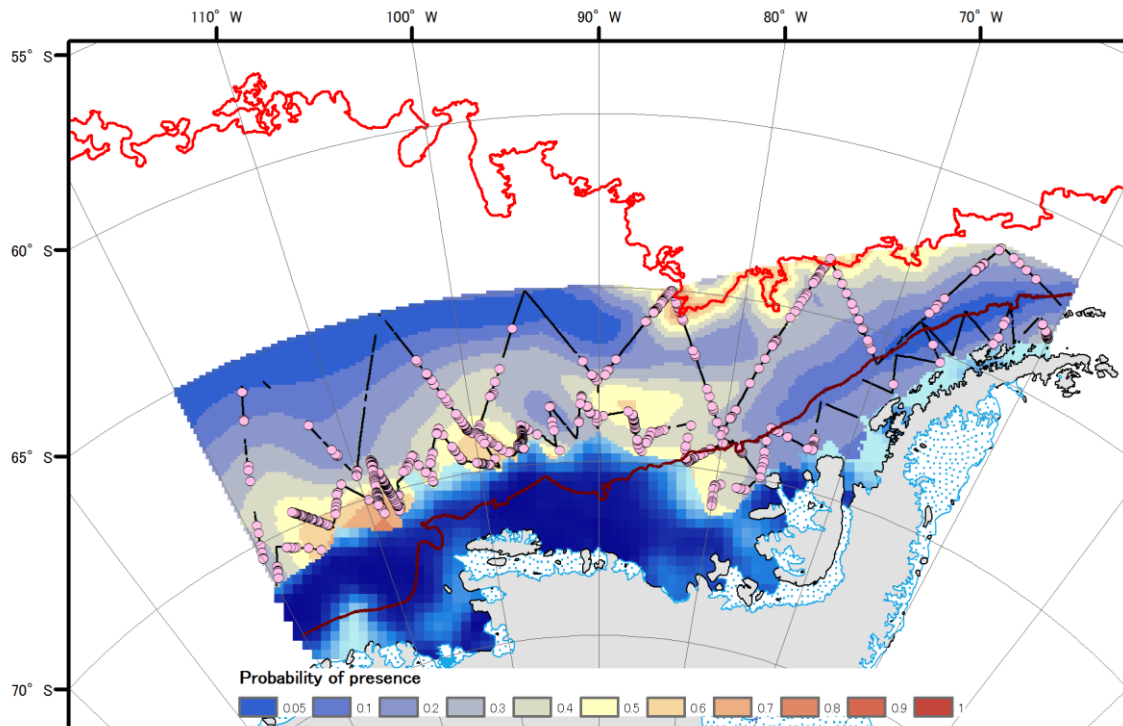 110° W 100° W 90° W 80° W 70° W
55° S
60° S
65° S
70° S
Probability of presence
0.05 0.1 0.2 0.3 0.4 0.5 0.6 0.7 0.8 0.9 1